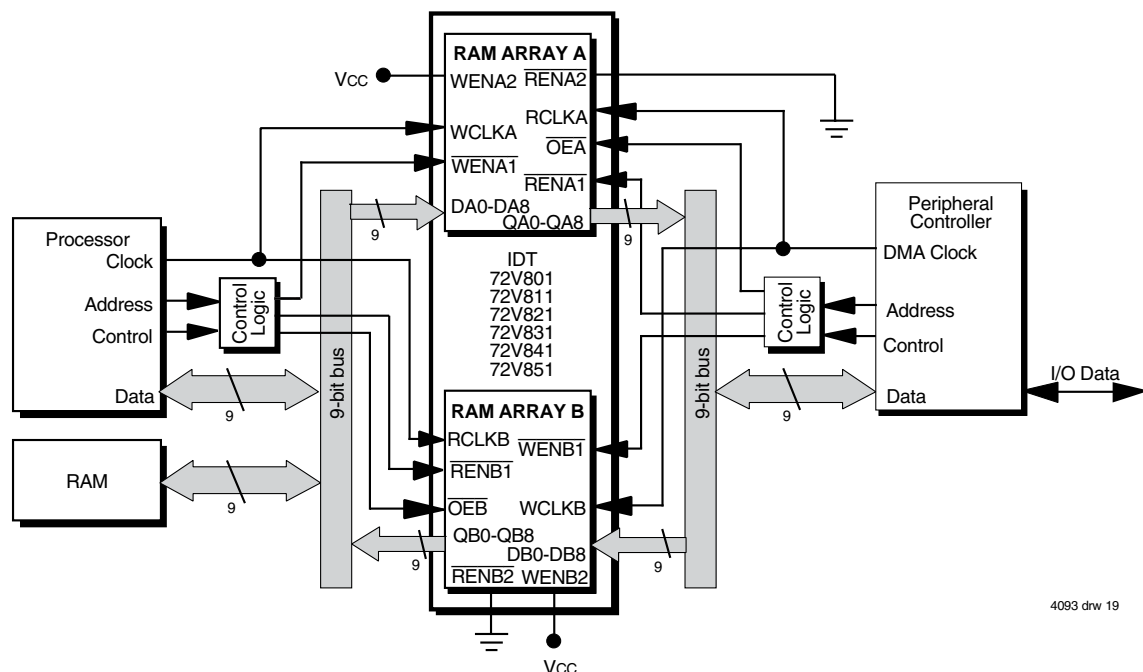 RAM ARRAY A
VCC
WENA2
RENA2
RCLKA
WCLKA
OEA
WENA1
RENA1
DA0-DA8
QA0-QA8
9
9
Processor
Clock
Address
Control
Data
9
Control
Logic
9-bit bus
IDT
72V801
72V811
72V821
72V831
72V841
72V851
9-bit bus
Control
Logic
Peripheral
Controller
DMA Clock
Address
Control
Data
9
I/O Data
RAM
9
RAM ARRAY B
RCLKB
WENB1
RENB1
OEB
WCLKB
QB0-QB8
DB0-DB8
9
9
RENB2
WENB2
VCC
4093 drw 19